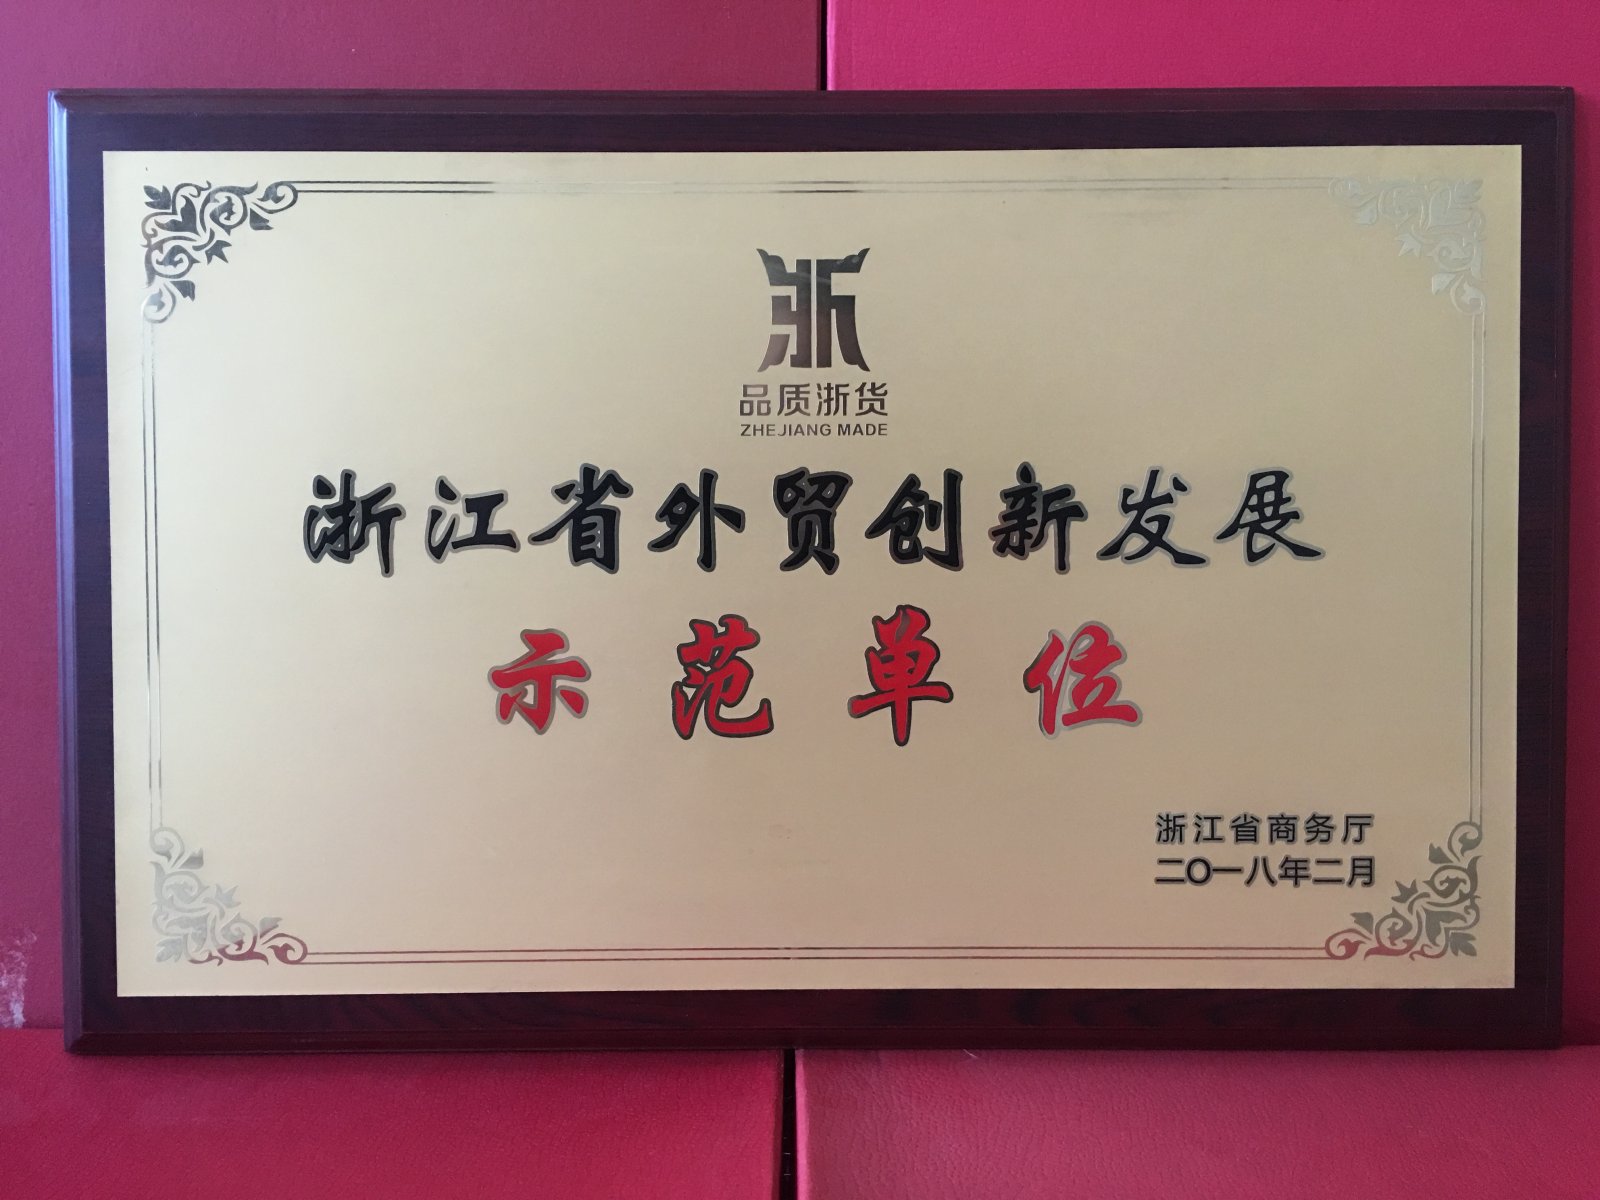 浙
品质浙货
ZHEJIANG MADE
浙江省外贸创新发展
示范单位
浙江省商务厅
二〇一八年二月